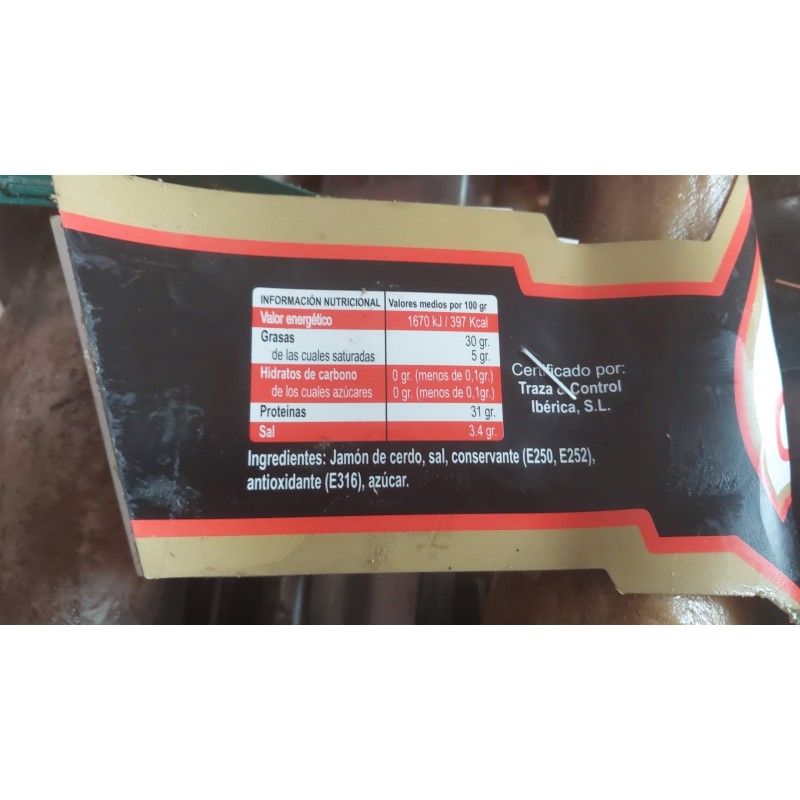 INFORMACIÓN NUTRICIONAL Valores medios por 100 gr
Valor energético 1670 kJ / 397 Kcal
Grasas 30 gr.
de las cuales saturadas 5 gr.
Hidratos de carbono 0 gr. (menos de 0,1gr.)
de los cuales azúcares 0 gr. (menos de 0,1gr.)
Proteínas 31 gr.
Sal 3.4 gr.
Ingredientes: Jamón de cerdo, sal, conservante (E250, E252),
antioxidante (E316), azúcar.
Certificado por:
Traza & Control
Ibérica, S.L.